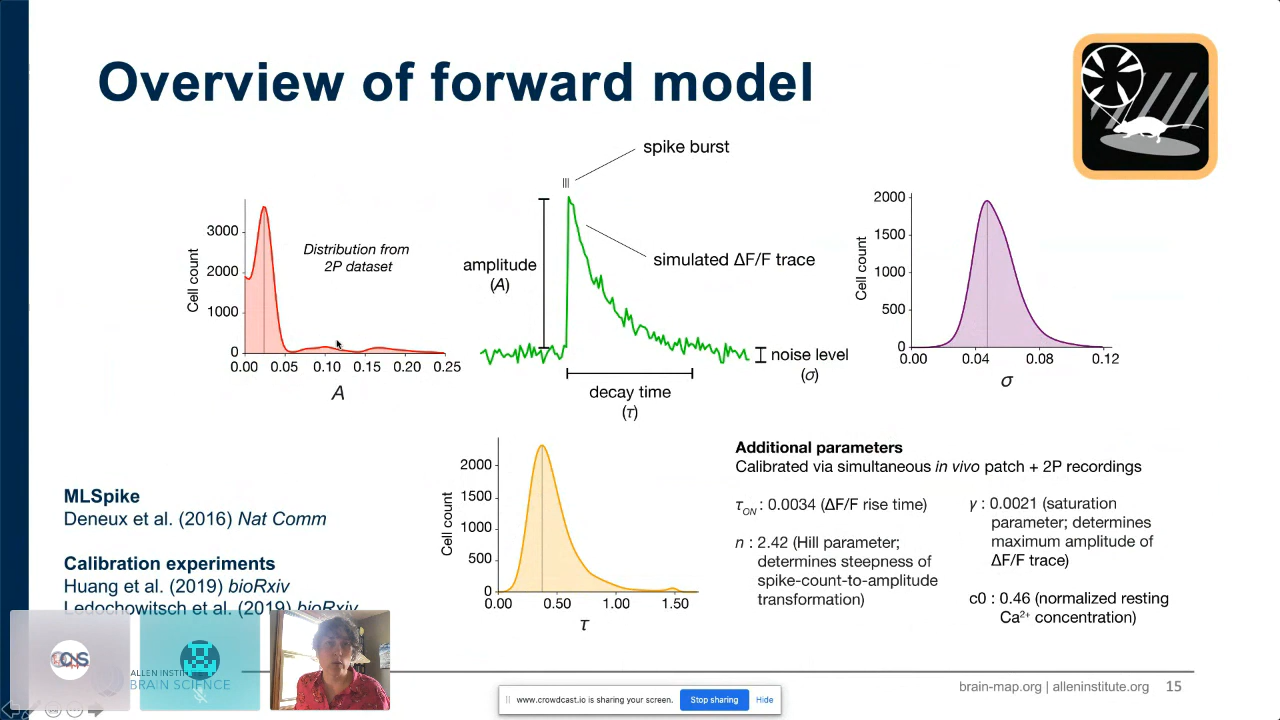 Overview of forward model
spike burst
3000
2000
1000
0
Cell count
0.00
0.05
0.10
0.15
0.20
0.25
A
Distribution from
2P dataset
amplitude
(A)
simulated ΔF/F trace
noise level
(σ)
decay time
(τ)
2000
1500
1000
500
0
Cell count
0.00
0.04
0.08
0.12
σ
2000
1500
1000
500
0
Cell count
0.00
0.50
1.00
1.50
τ
Additional parameters
Calibrated via simultaneous in vivo patch + 2P recordings
τON : 0.0034 (ΔF/F rise time)
n : 2.42 (Hill parameter;
determines steepness of
spike-count-to-amplitude
transformation)
γ : 0.0021 (saturation
parameter; determines
maximum amplitude of
ΔF/F trace)
c0 : 0.46 (normalized resting
Ca2+ concentration)
MLSpike
Deneux et al. (2016) Nat Comm
Calibration experiments
Huang et al. (2019) bioRxiv
Ledochowitsch et al. (2019) bioRxiv
ALLEN INSTI
BRAIN SCIENCE
www.crowdcast.io is sharing your screen.
Stop sharing
Hide
brain-map.org | alleninstitute.org
15